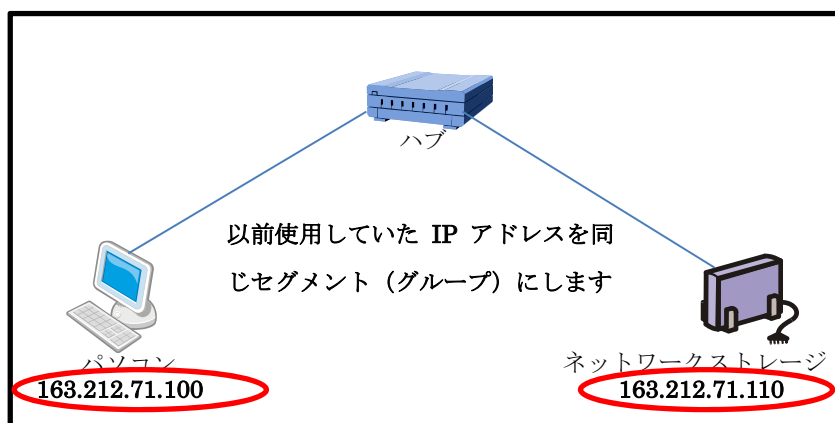 ハブ
以前使用していた IP アドレスを同
じセグメント（グループ）にします
パソコン
163.212.71.100
ネットワークストレージ
163.212.71.110